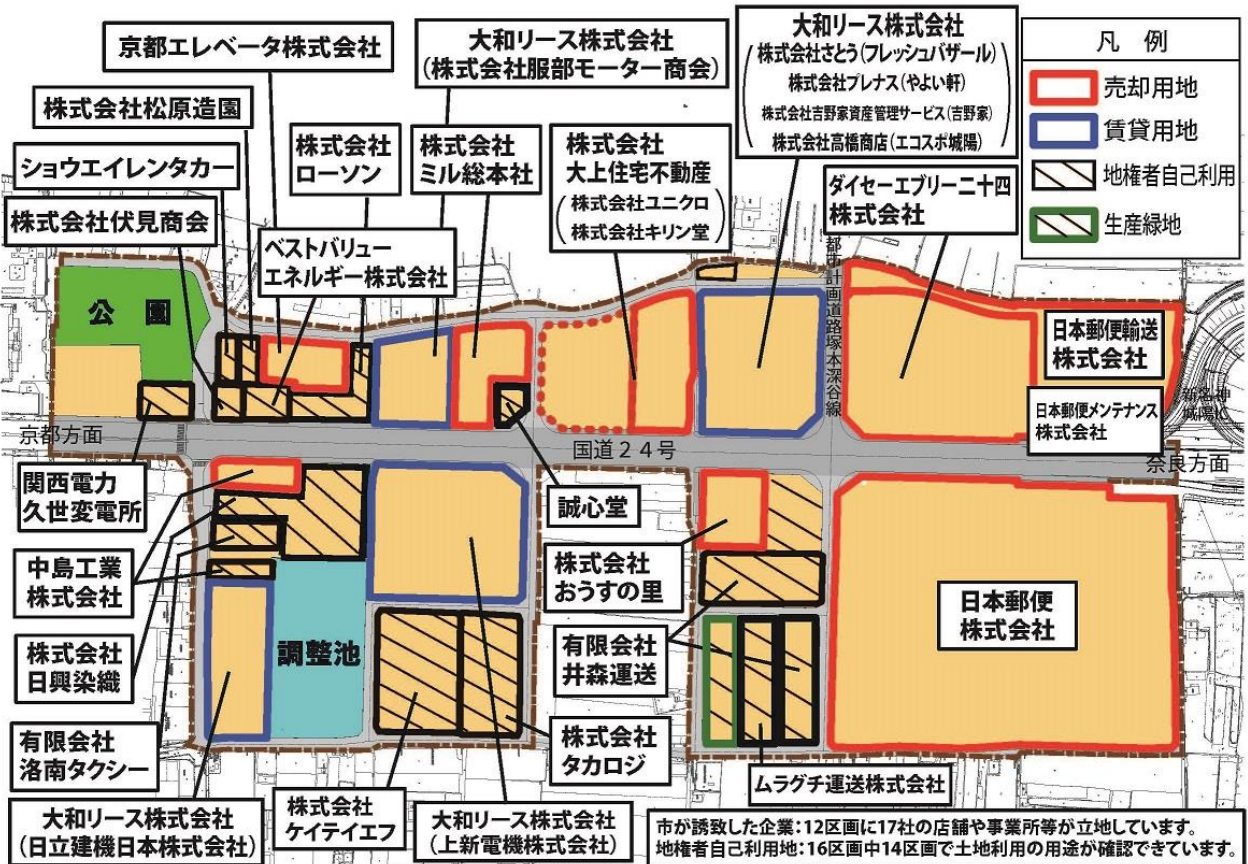 京都エレベータ株式会社
大和リース株式会社
(株式会社服部モーター商会)
大和リース株式会社
株式会社さとう(フレッシュバザール)
株式会社プレナス(やよい軒)
株式会社吉野家資産管理サービス(吉野家)
株式会社高橋商店(エコスポ城陽)
凡 例
売却用地
賃貸用地
地権者自己利用
生産緑地
株式会社松原造園
ショウエイレンタカー
株式会社伏見商会
株式会社
ローソン
株式会社
ミル総本社
株式会社
大上住宅不動産
(株式会社ユニクロ
株式会社キリン堂)
ダイセーエブリー二十四
株式会社
ベストバリュー
エネルギー株式会社
公 園
都市計画道路塚本深谷線
日本郵便輸送
株式会社
日本郵便メンテナンス
株式会社
新名神
城陽IC
京都方面
国道24号
奈良方面
関西電力
久世変電所
誠心堂
中島工業
株式会社
株式会社
おうすの里
日本郵便
株式会社
株式会社
日興染織
調整池
有限会社
井森運送
有限会社
洛南タクシー
株式会社
タカロジ
ムラグチ運送株式会社
大和リース株式会社
(日立建機日本株式会社)
株式会社
ケイテイエフ
大和リース株式会社
(上新電機株式会社)
市が誘致した企業:12区画に17社の店舗や事業所等が立地しています。
地権者自己利用地:16区画中14区画で土地利用の用途が確認できています。